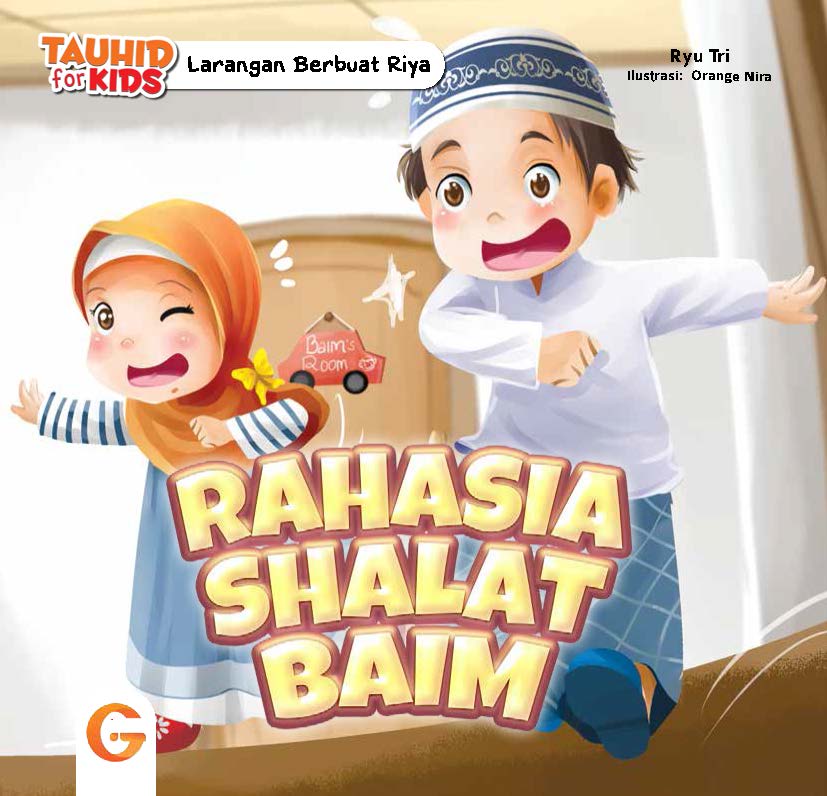 TAUHID
for KIDS
Larangan Berbuat Riya
Ryu Tri
Ilustrasi: Orange Nira
Baim's
Room
RAHASIA
SHALAT
BAIM
G